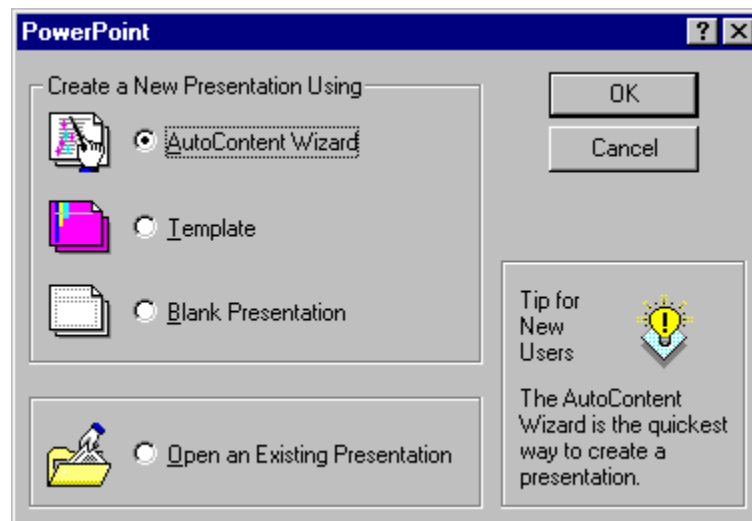 PowerPoint
Create a New Presentation Using
AutoContent Wizard
Template
Blank Presentation
Open an Existing Presentation
OK
Cancel
Tip for
New
Users
The AutoContent
Wizard is the quickest
way to create a
presentation.